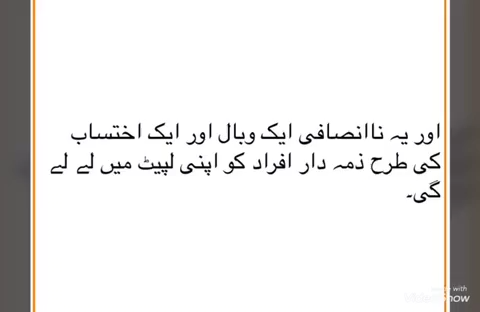 اور یہ ناانصافی ایک وبال اور ایک اختساب
کی طرح ذمہ دار افراد کو اپنی لپیٹ میں لے لے
گی۔